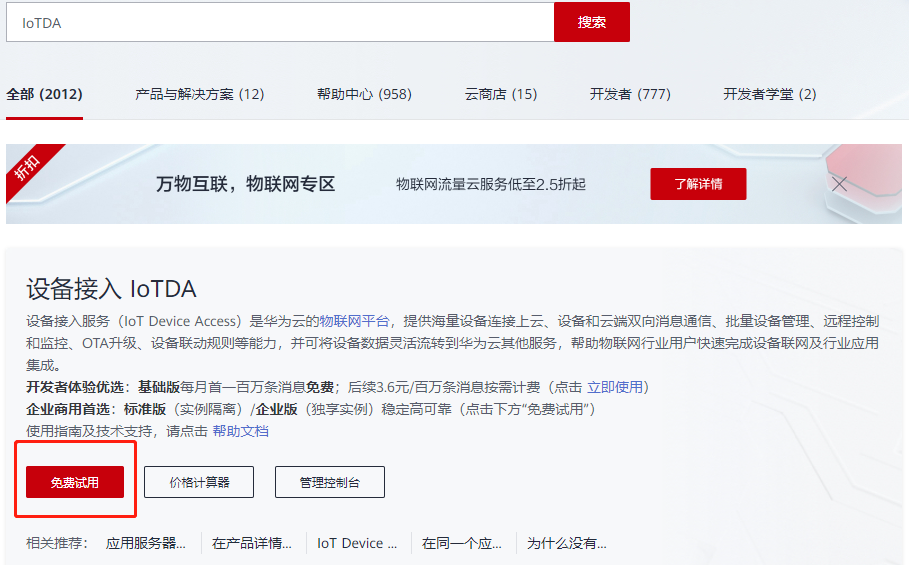 IoTDA
搜索
全部 (2012)
产品与解决方案 (12)
帮助中心 (958)
云商店 (15)
开发者 (777)
开发者学堂 (2)
折扣
万物互联，物联网专区
物联网流量云服务低至2.5折起
了解详情
设备接入 IoTDA
设备接入服务（IoT Device Access）是华为云的物联网平台，提供海量设备连接上云、设备和云端双向消息通信、批量设备管理、远程控制
和监控、OTA升级、设备联动规则等能力，并可将设备数据灵活流转到华为云其他服务，帮助物联网行业用户快速完成设备联网及行业应用
集成。
开发者体验优选：基础版每月首一百万条消息免费；后续3.6元/百万条消息按需计费（点击 立即使用）
企业商用首选：标准版（实例隔离）/企业版（独享实例）稳定高可靠（点击下方“免费试用”）
使用指南及技术支持，请点击 帮助文档
免费试用
价格计算器
管理控制台
相关推荐：
应用服务器...
在产品详情...
IoT Device ...
在同一个应...
为什么没有...